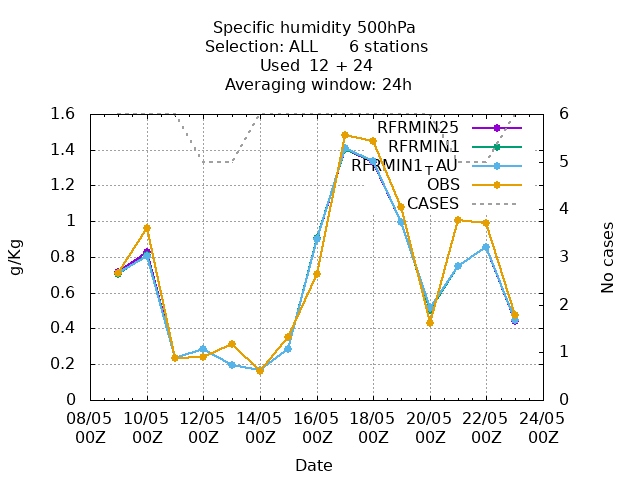 Specific humidity 500hPa
Selection: ALL      6 stations
Used  12 + 24
Averaging window: 24h
1.6
1.4
1.2
1
0.8
0.6
0.4
0.2
0
6
5
4
3
2
1
0
RFRMIN25
RFRMIN1
RFRMIN1_TAU
OBS
CASES
g/Kg
No cases
08/05 10/05 12/05 14/05 16/05 18/05 20/05 22/05 24/05
00Z 00Z 00Z 00Z 00Z 00Z 00Z 00Z 00Z
Date